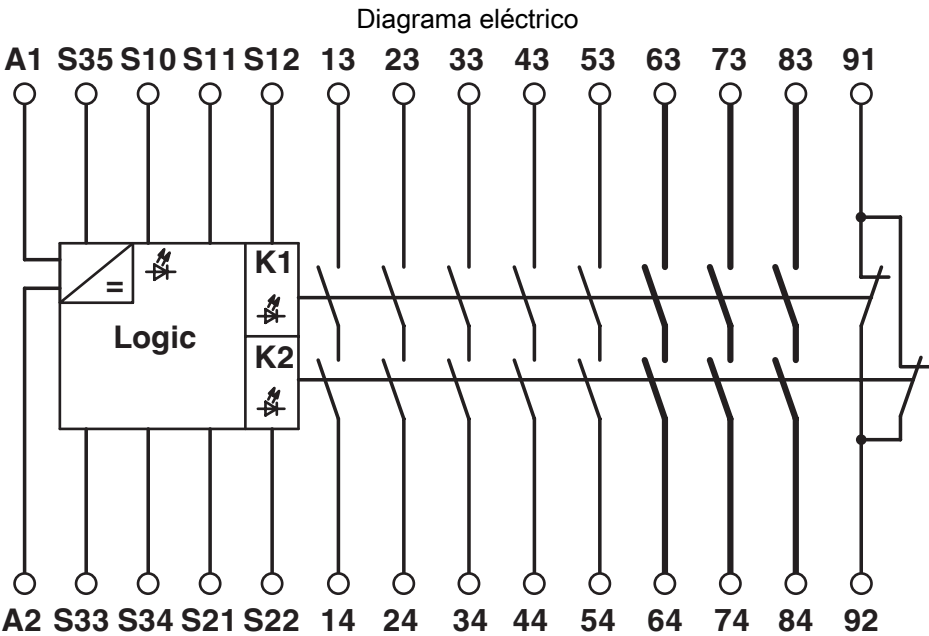 Diagrama eléctrico
A1 S35 S10 S11 S12 13 23 33 43 53 63 73 83 91
K1
=
Logic
K2
A2 S33 S34 S21 S22 14 24 34 44 54 64 74 84 92